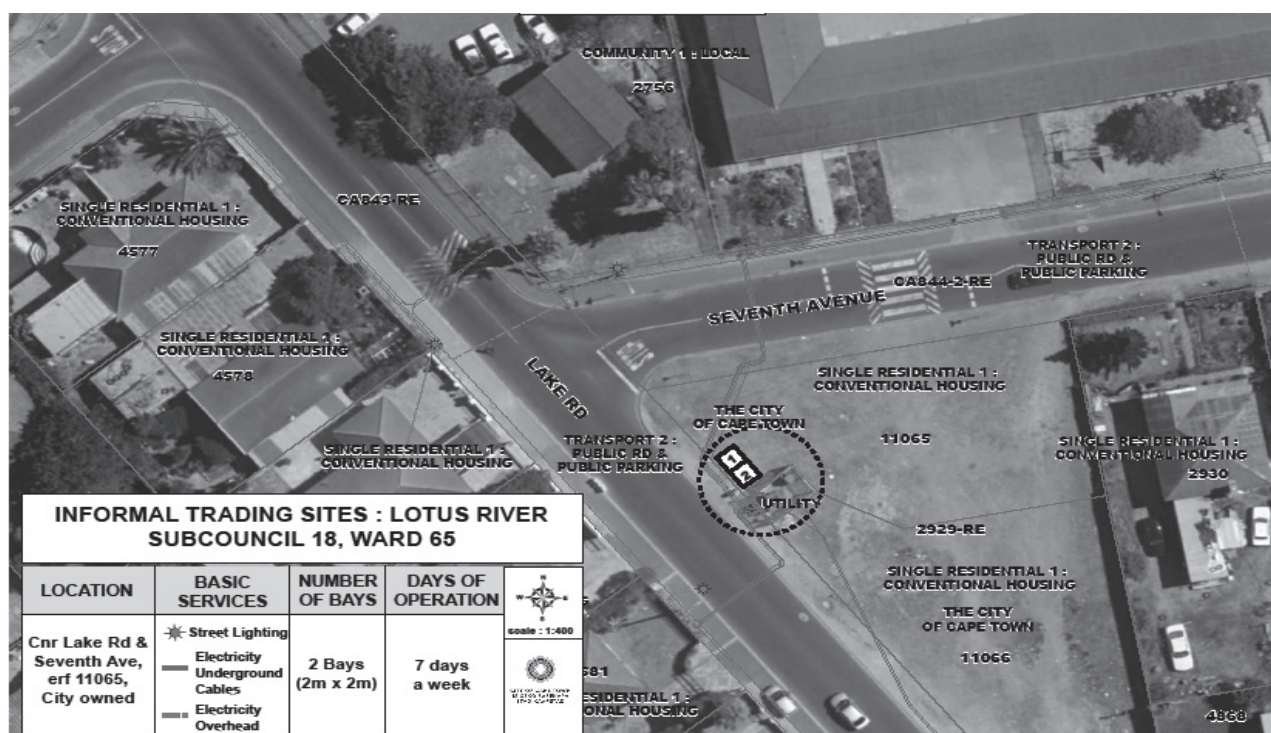 COMMUNITY 1 : LOCAL
2756
CA843-RE
SINGLE RESIDENTIAL 1 :
CONVENTIONAL HOUSING
4577
TRANSPORT 2 :
PUBLIC RD &
PUBLIC PARKING
CA844-2-RE
SEVENTH AVENUE
SINGLE RESIDENTIAL 1 :
CONVENTIONAL HOUSING
4578
LAKE RD
SINGLE RESIDENTIAL 1 :
CONVENTIONAL HOUSING
THE CITY
OF CAPE TOWN
11065
SINGLE RESIDENTIAL 1 :
CONVENTIONAL HOUSING
TRANSPORT 2 :
PUBLIC RD &
PUBLIC PARKING
1
2
UTILITY
SINGLE RESIDENTIAL 1 :
CONVENTIONAL HOUSING
2930
2929-RE
SINGLE RESIDENTIAL 1 :
CONVENTIONAL HOUSING
THE CITY
OF CAPE TOWN
11066
4868
INFORMAL TRADING SITES : LOTUS RIVER
SUBCOUNCIL 18, WARD 65
LOCATION
BASIC
SERVICES
NUMBER
OF BAYS
DAYS OF
OPERATION
N
W E
S
scale : 1:400
Cnr Lake Rd &
Seventh Ave,
erf 11065,
City owned
Street Lighting
Electricity
Underground
Cables
Electricity
Overhead
2 Bays
(2m x 2m)
7 days
a week
581
ESIDENTIAL 1 :
ONAL HOUSING